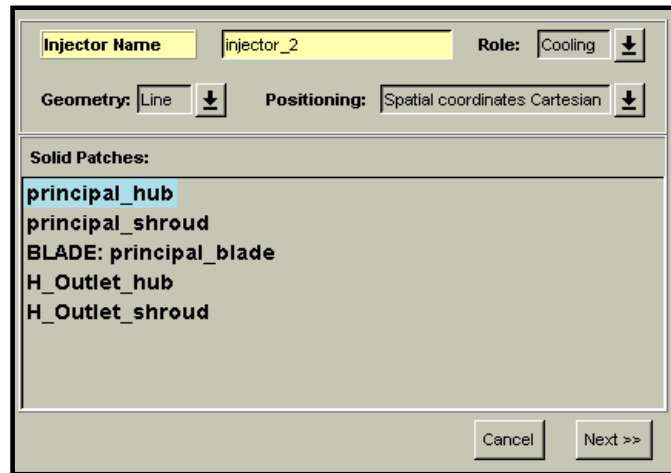 Injector Name injector_2 Role: Cooling
Geometry: Line Positioning: Spatial coordinates Cartesian
Solid Patches:
principal_hub
principal_shroud
BLADE: principal_blade
H_Outlet_hub
H_Outlet_shroud
Cancel Next >>